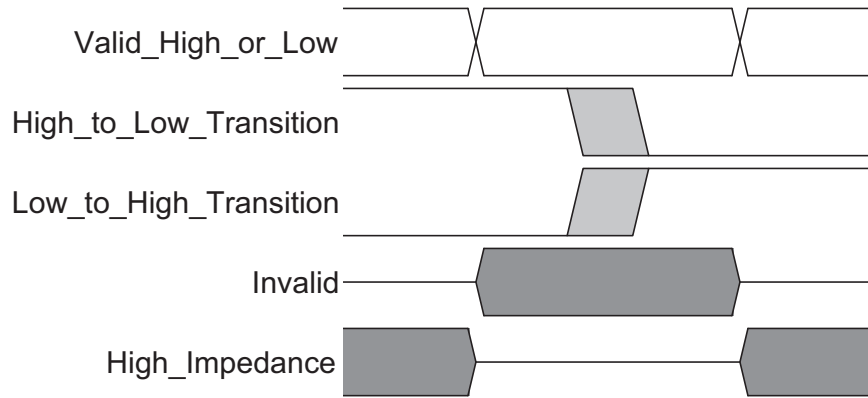 Valid_High_or_Low
High_to_Low_Transition
Low_to_High_Transition
Invalid
High_Impedance